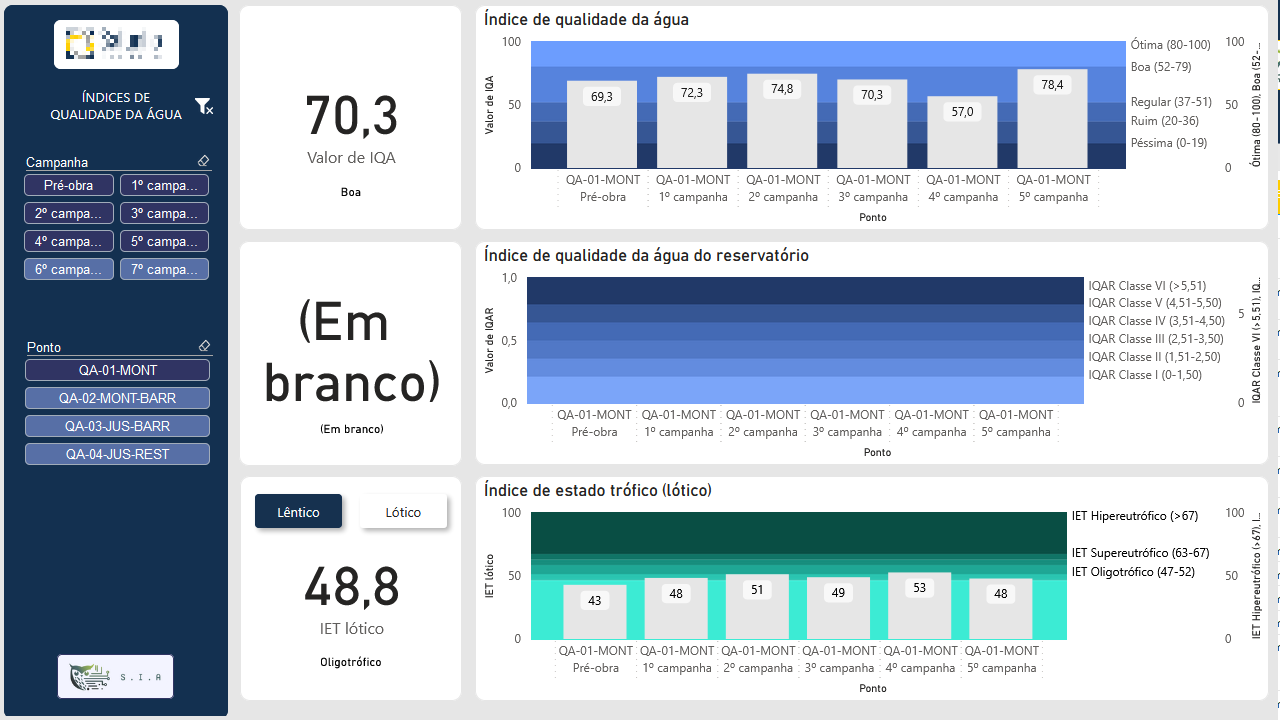 ÍNDICES DE
QUALIDADE DA ÁGUA
Campanha
Pré-obra
1º campa...
2º campa...
3º campa...
4º campa...
5º campa...
6º campa...
7º campa...
Ponto
QA-01-MONT
QA-02-MONT-BARR
QA-03-JUS-BARR
QA-04-JUS-REST
S.I.A
70,3
Valor de IQA
Boa
(Em
branco)
(Em branco)
Lêntico
Lótico
48,8
IET lótico
Oligotrófico
Índice de qualidade da água
Valor de IQA
100
50
0
69,3
72,3
74,8
70,3
57,0
78,4
Ótima (80-100)
Boa (52-79)
Regular (37-51)
Ruim (20-36)
Péssima (0-19)
100
50
0
Ótima (80-100), Boa (52-...
QA-01-MONT QA-01-MONT QA-01-MONT QA-01-MONT QA-01-MONT QA-01-MONT
Pré-obra 1º campanha 2º campanha 3º campanha 4º campanha 5º campanha
Ponto
Índice de qualidade da água do reservatório
Valor de IQAR
1,0
0,5
0,0
IQAR Classe VI (>5,51)
IQAR Classe V (4,51-5,50)
IQAR Classe IV (3,51-4,50)
IQAR Classe III (2,51-3,50)
IQAR Classe II (1,51-2,50)
IQAR Classe I (0-1,50)
5
0
IQAR Classe VI (>5,51), IQ...
QA-01-MONT QA-01-MONT QA-01-MONT QA-01-MONT QA-01-MONT QA-01-MONT
Pré-obra 1º campanha 2º campanha 3º campanha 4º campanha 5º campanha
Ponto
Índice de estado trófico (lótico)
IET lótico
100
50
0
43
48
51
49
53
48
IET Hipereutrófico (>67)
IET Supereutrófico (63-67)
IET Oligotrófico (47-52)
100
50
0
IET Hipereutrófico (>67), I...
QA-01-MONT QA-01-MONT QA-01-MONT QA-01-MONT QA-01-MONT QA-01-MONT
Pré-obra 1º campanha 2º campanha 3º campanha 4º campanha 5º campanha
Ponto